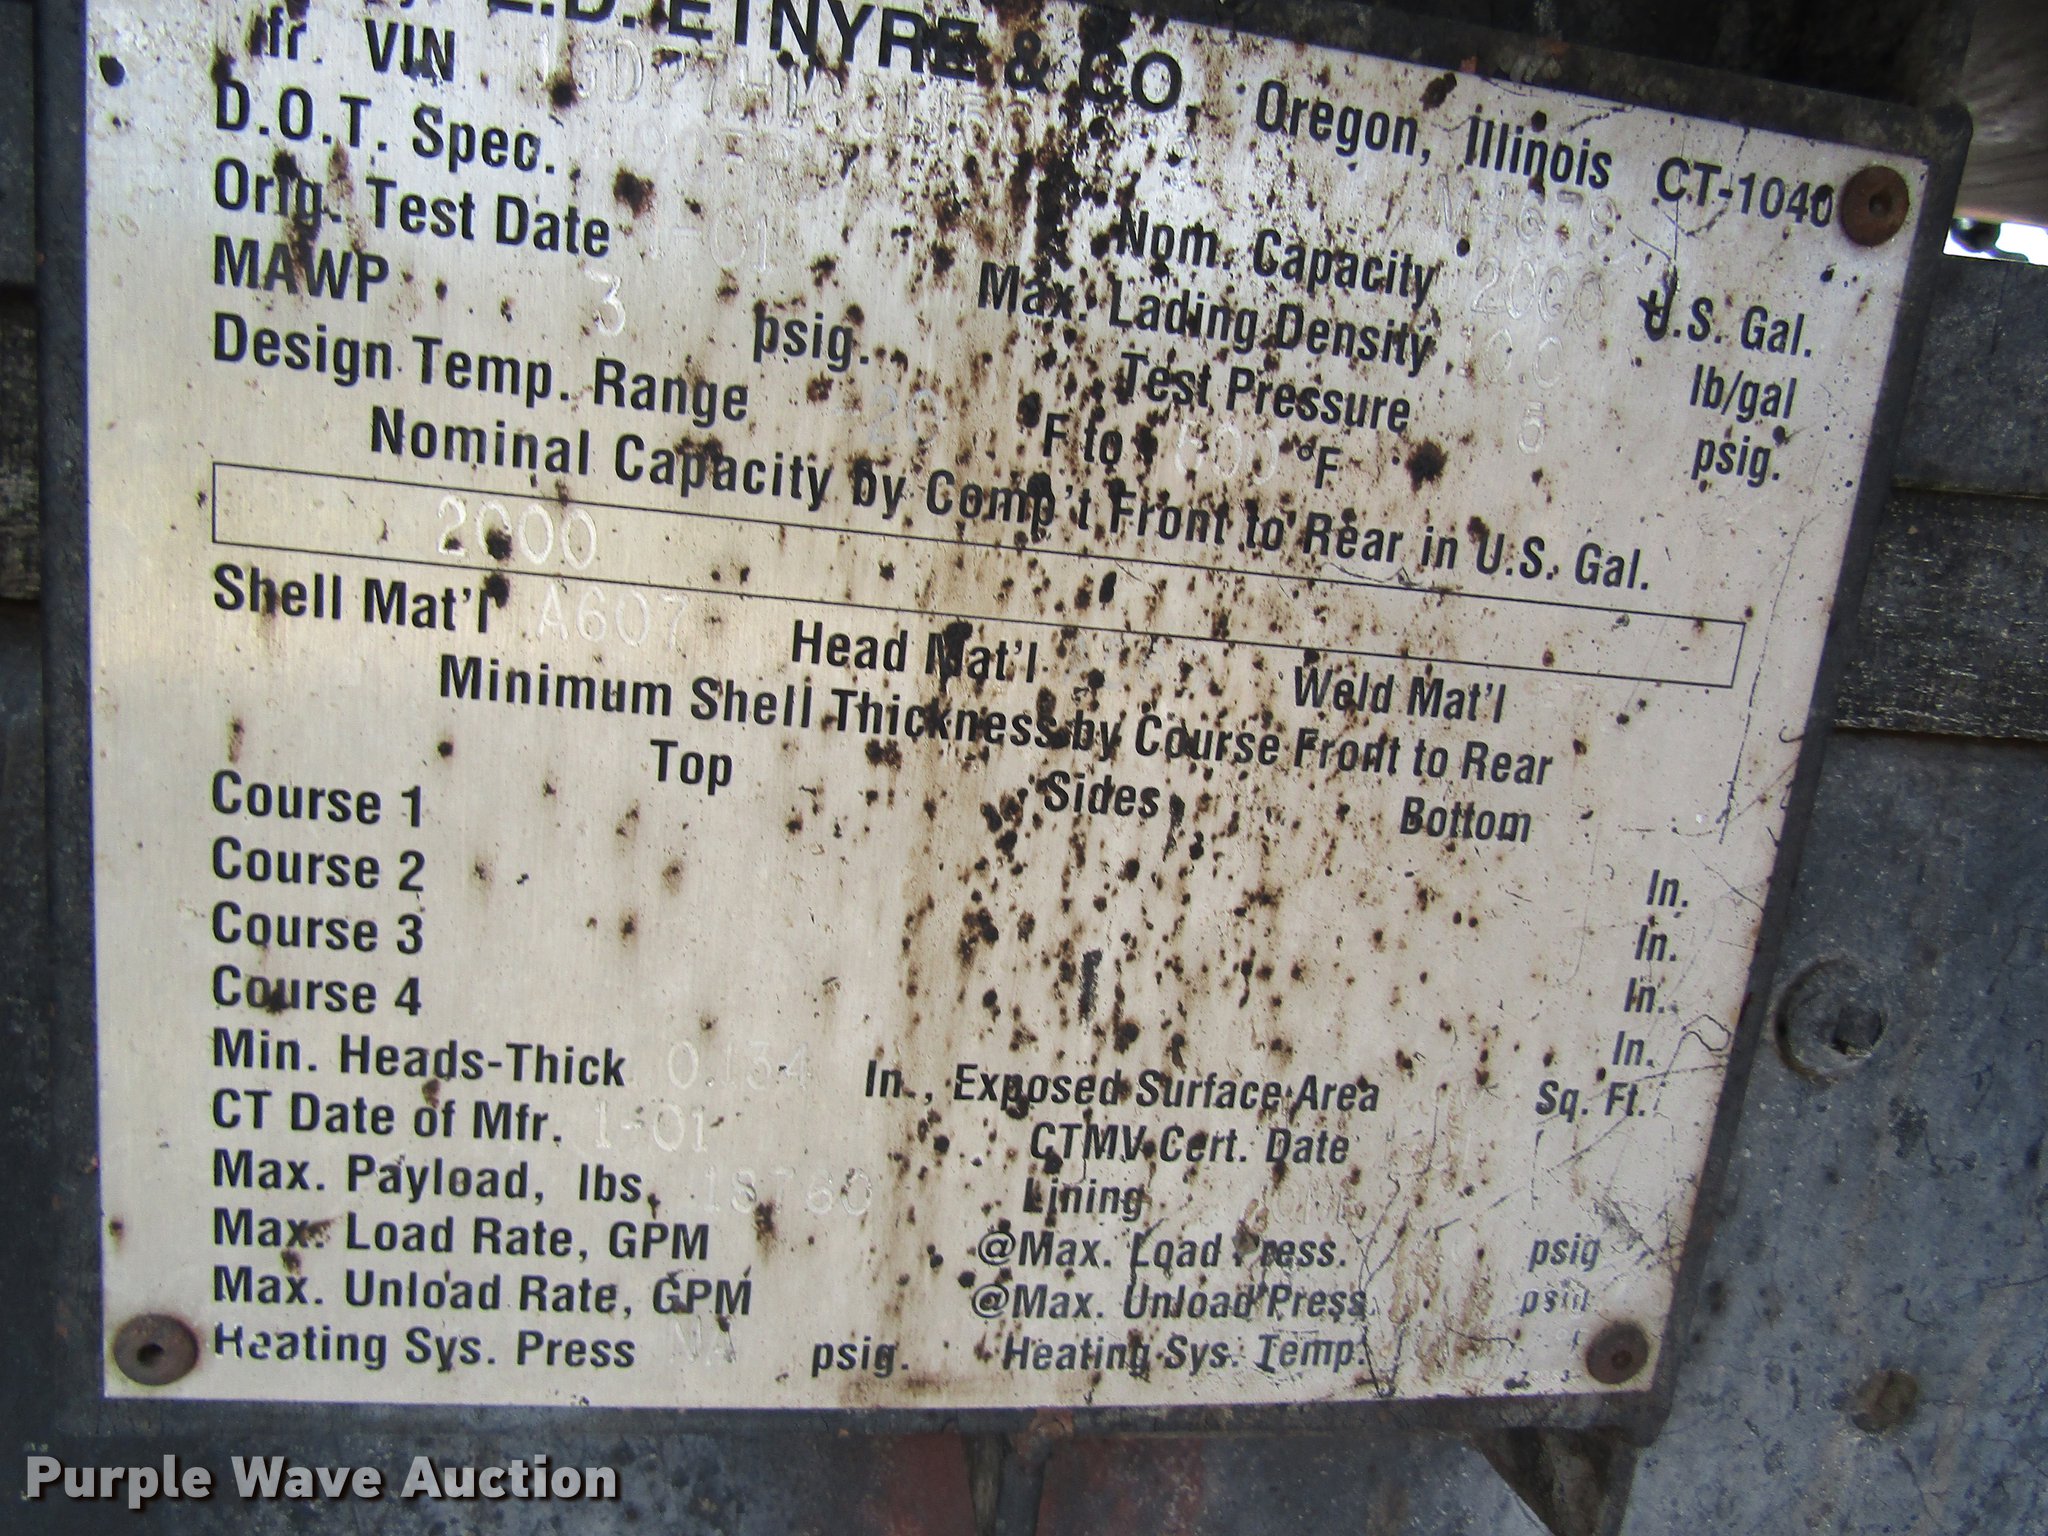 E.D. ETNYRE & CO. Oregon, Illinois CT-1040
fr. VIN
D.O.T. Spec.
Orig. Test Date Nom. Capacity 2000 U.S. Gal.
MAWP 3 psig. Max. Lading Density lb/gal
Design Temp. Range -20 F to °F Test Pressure 5 psig.
Nominal Capacity by Comp't Front to Rear in U.S. Gal.
2000
Shell Mat'l A607 Head Mat'l Weld Mat'l
Minimum Shell Thickness by Course Front to Rear
Top Sides Bottom
Course 1 In.
Course 2 In.
Course 3 In.
Course 4 In.
Min. Heads-Thick 0.134 In., Exposed Surface Area Sq. Ft.
CT Date of Mfr. 1-01 CTMV Cert. Date
Max. Payload, lbs. 18760 Lining
Max. Load Rate, GPM @Max. Load Press. psig
Max. Unload Rate, GPM @Max. Unload Press. psig
Heating Sys. Press NA psig. Heating Sys. Temp.
Purple Wave Auction